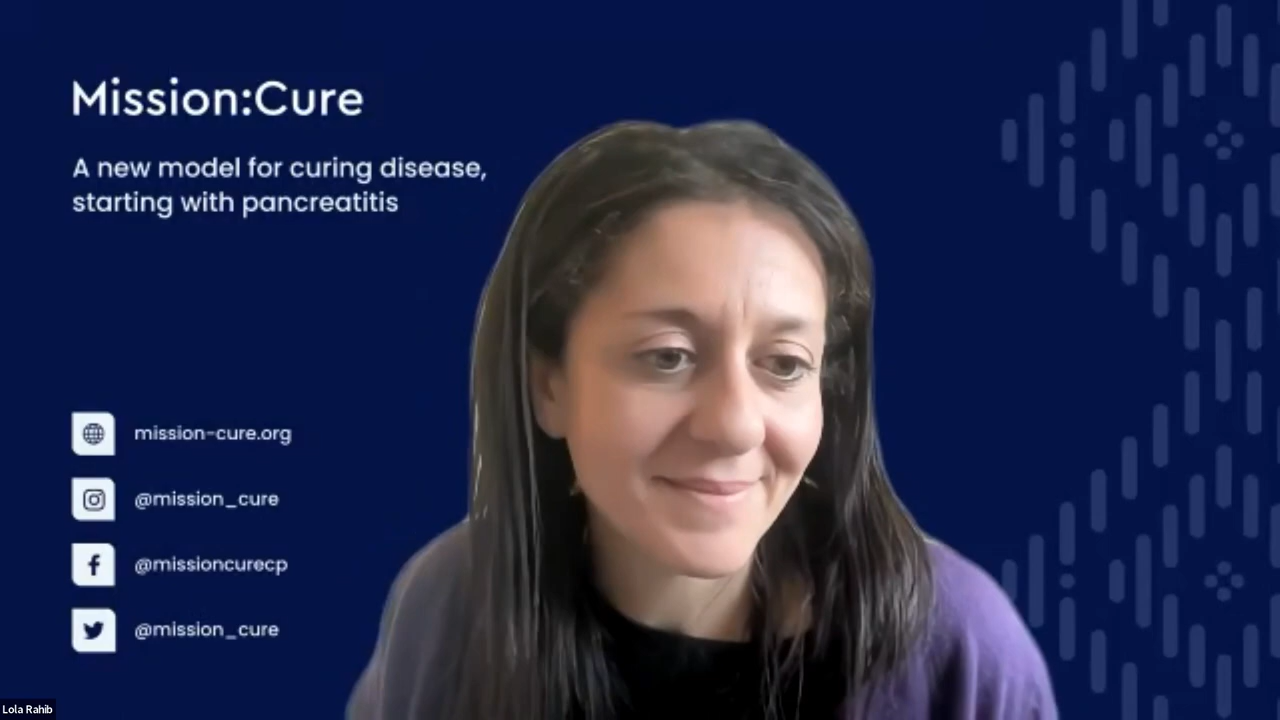 Mission:Cure
A new model for curing disease,
starting with pancreatitis
mission-cure.org
@mission_cure
@missioncurecp
@mission_cure
Lola Rahib